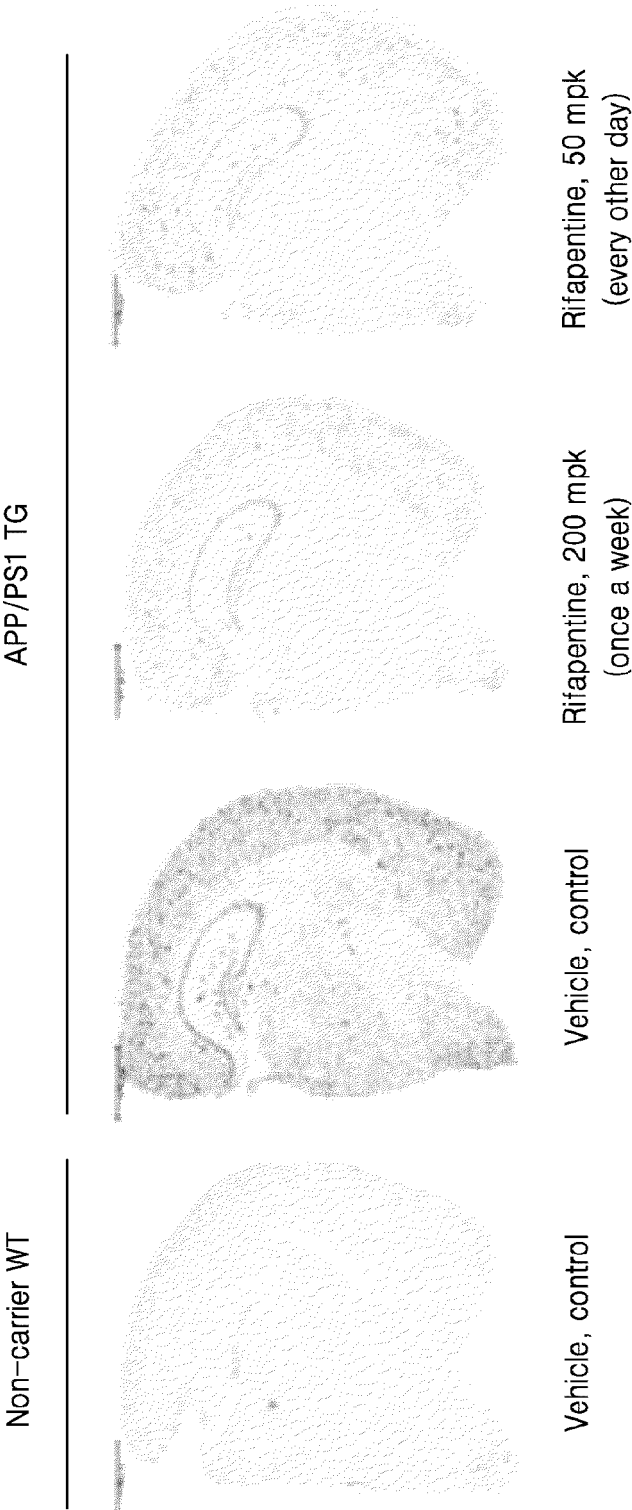 Non-carrier WT
APP/PS1 TG
Vehicle, control
Vehicle, control
Rifapentine, 200 mpk
(once a week)
Rifapentine, 50 mpk
(every other day)